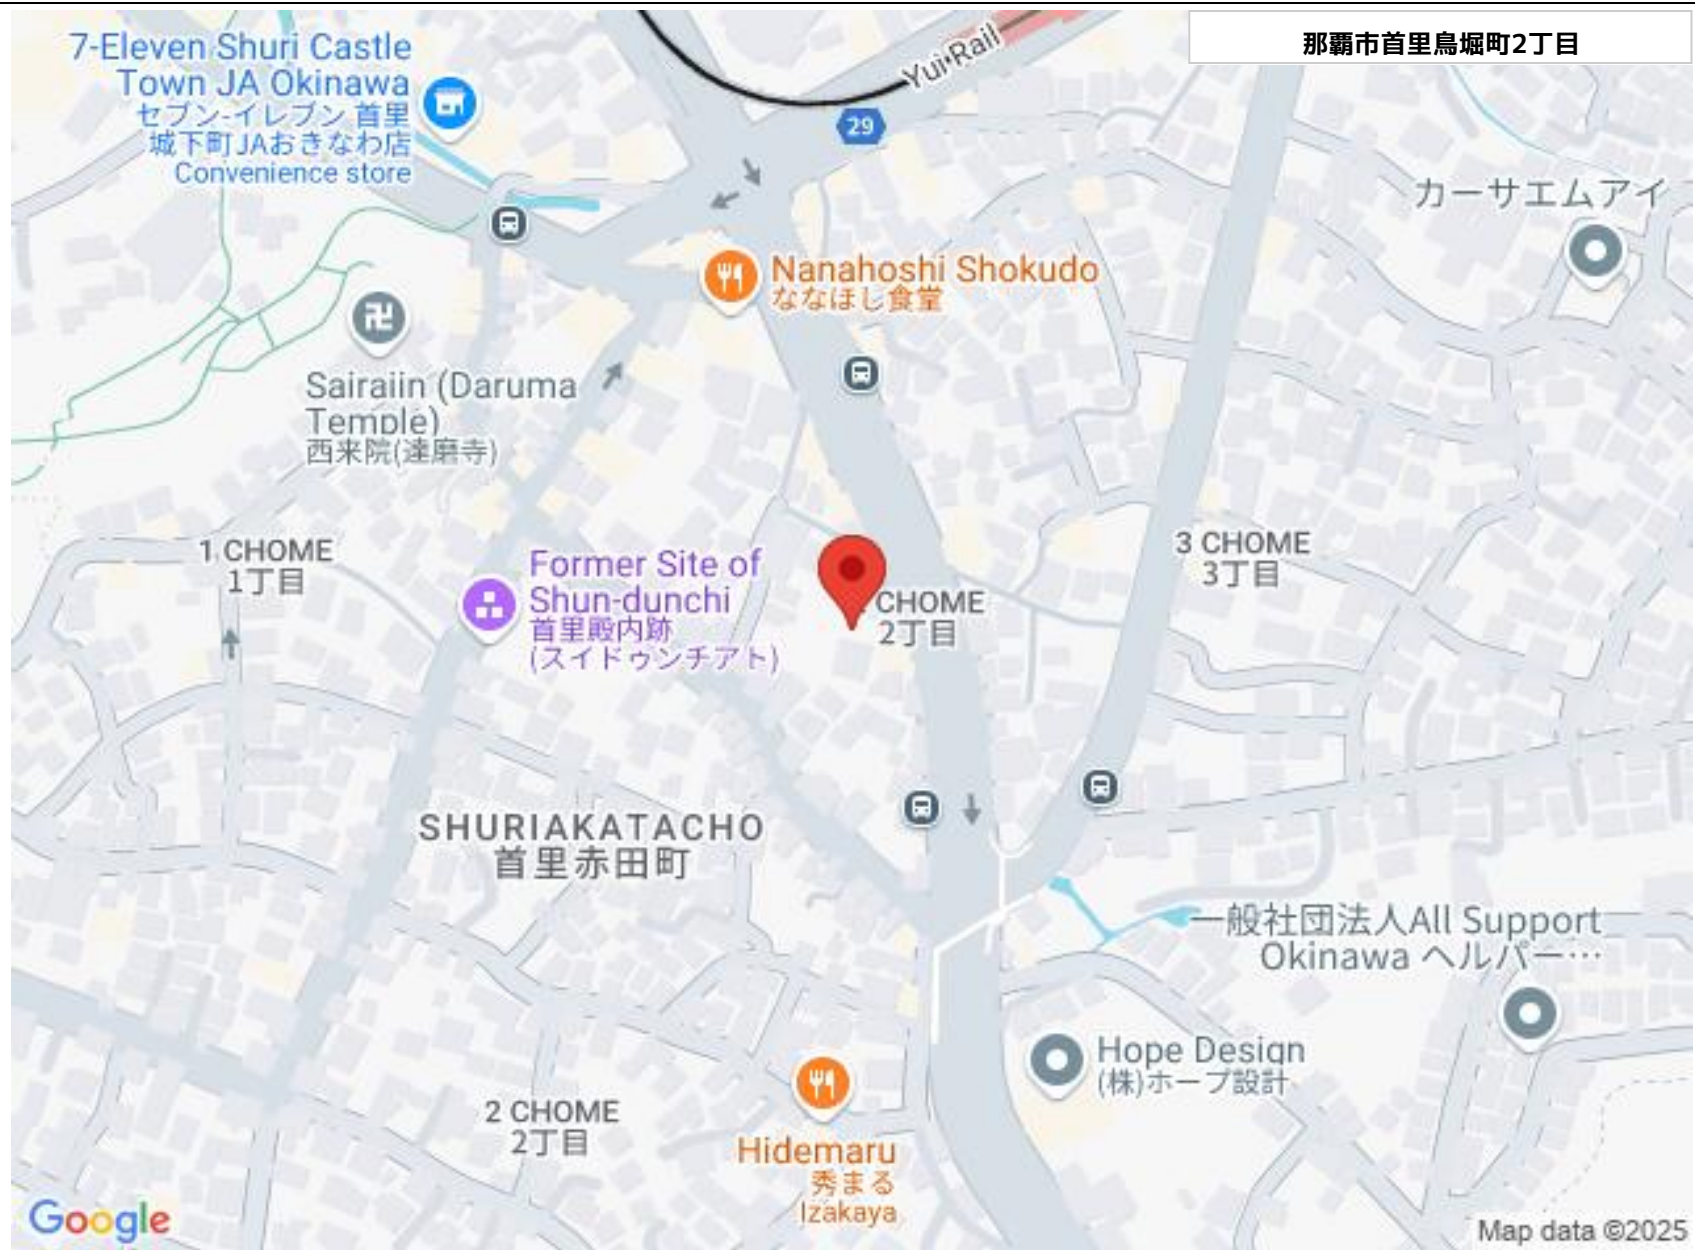 那覇市首里鳥堀町2丁目
Yui Rail
7-Eleven Shuri Castle
Town JA Okinawa
セブン-イレブン 首里
城下町JAおきなわ店
Convenience store
29
カーサエムアイ
Nanahoshi Shokudo
ななほし食堂
Sairaiin (Daruma
Temple)
西来院(達磨寺)
1 CHOME
1丁目
Former Site of
Shun-dunchi
首里殿内跡
(スイドゥンチアト)
CHOME
2丁目
3 CHOME
3丁目
SHURIAKATACHO
首里赤田町
一般社団法人All Support
Okinawa ヘルパー…
Hope Design
(株)ホープ設計
2 CHOME
2丁目
Hidemaru
秀まる
Izakaya
Google
Map data ©2025